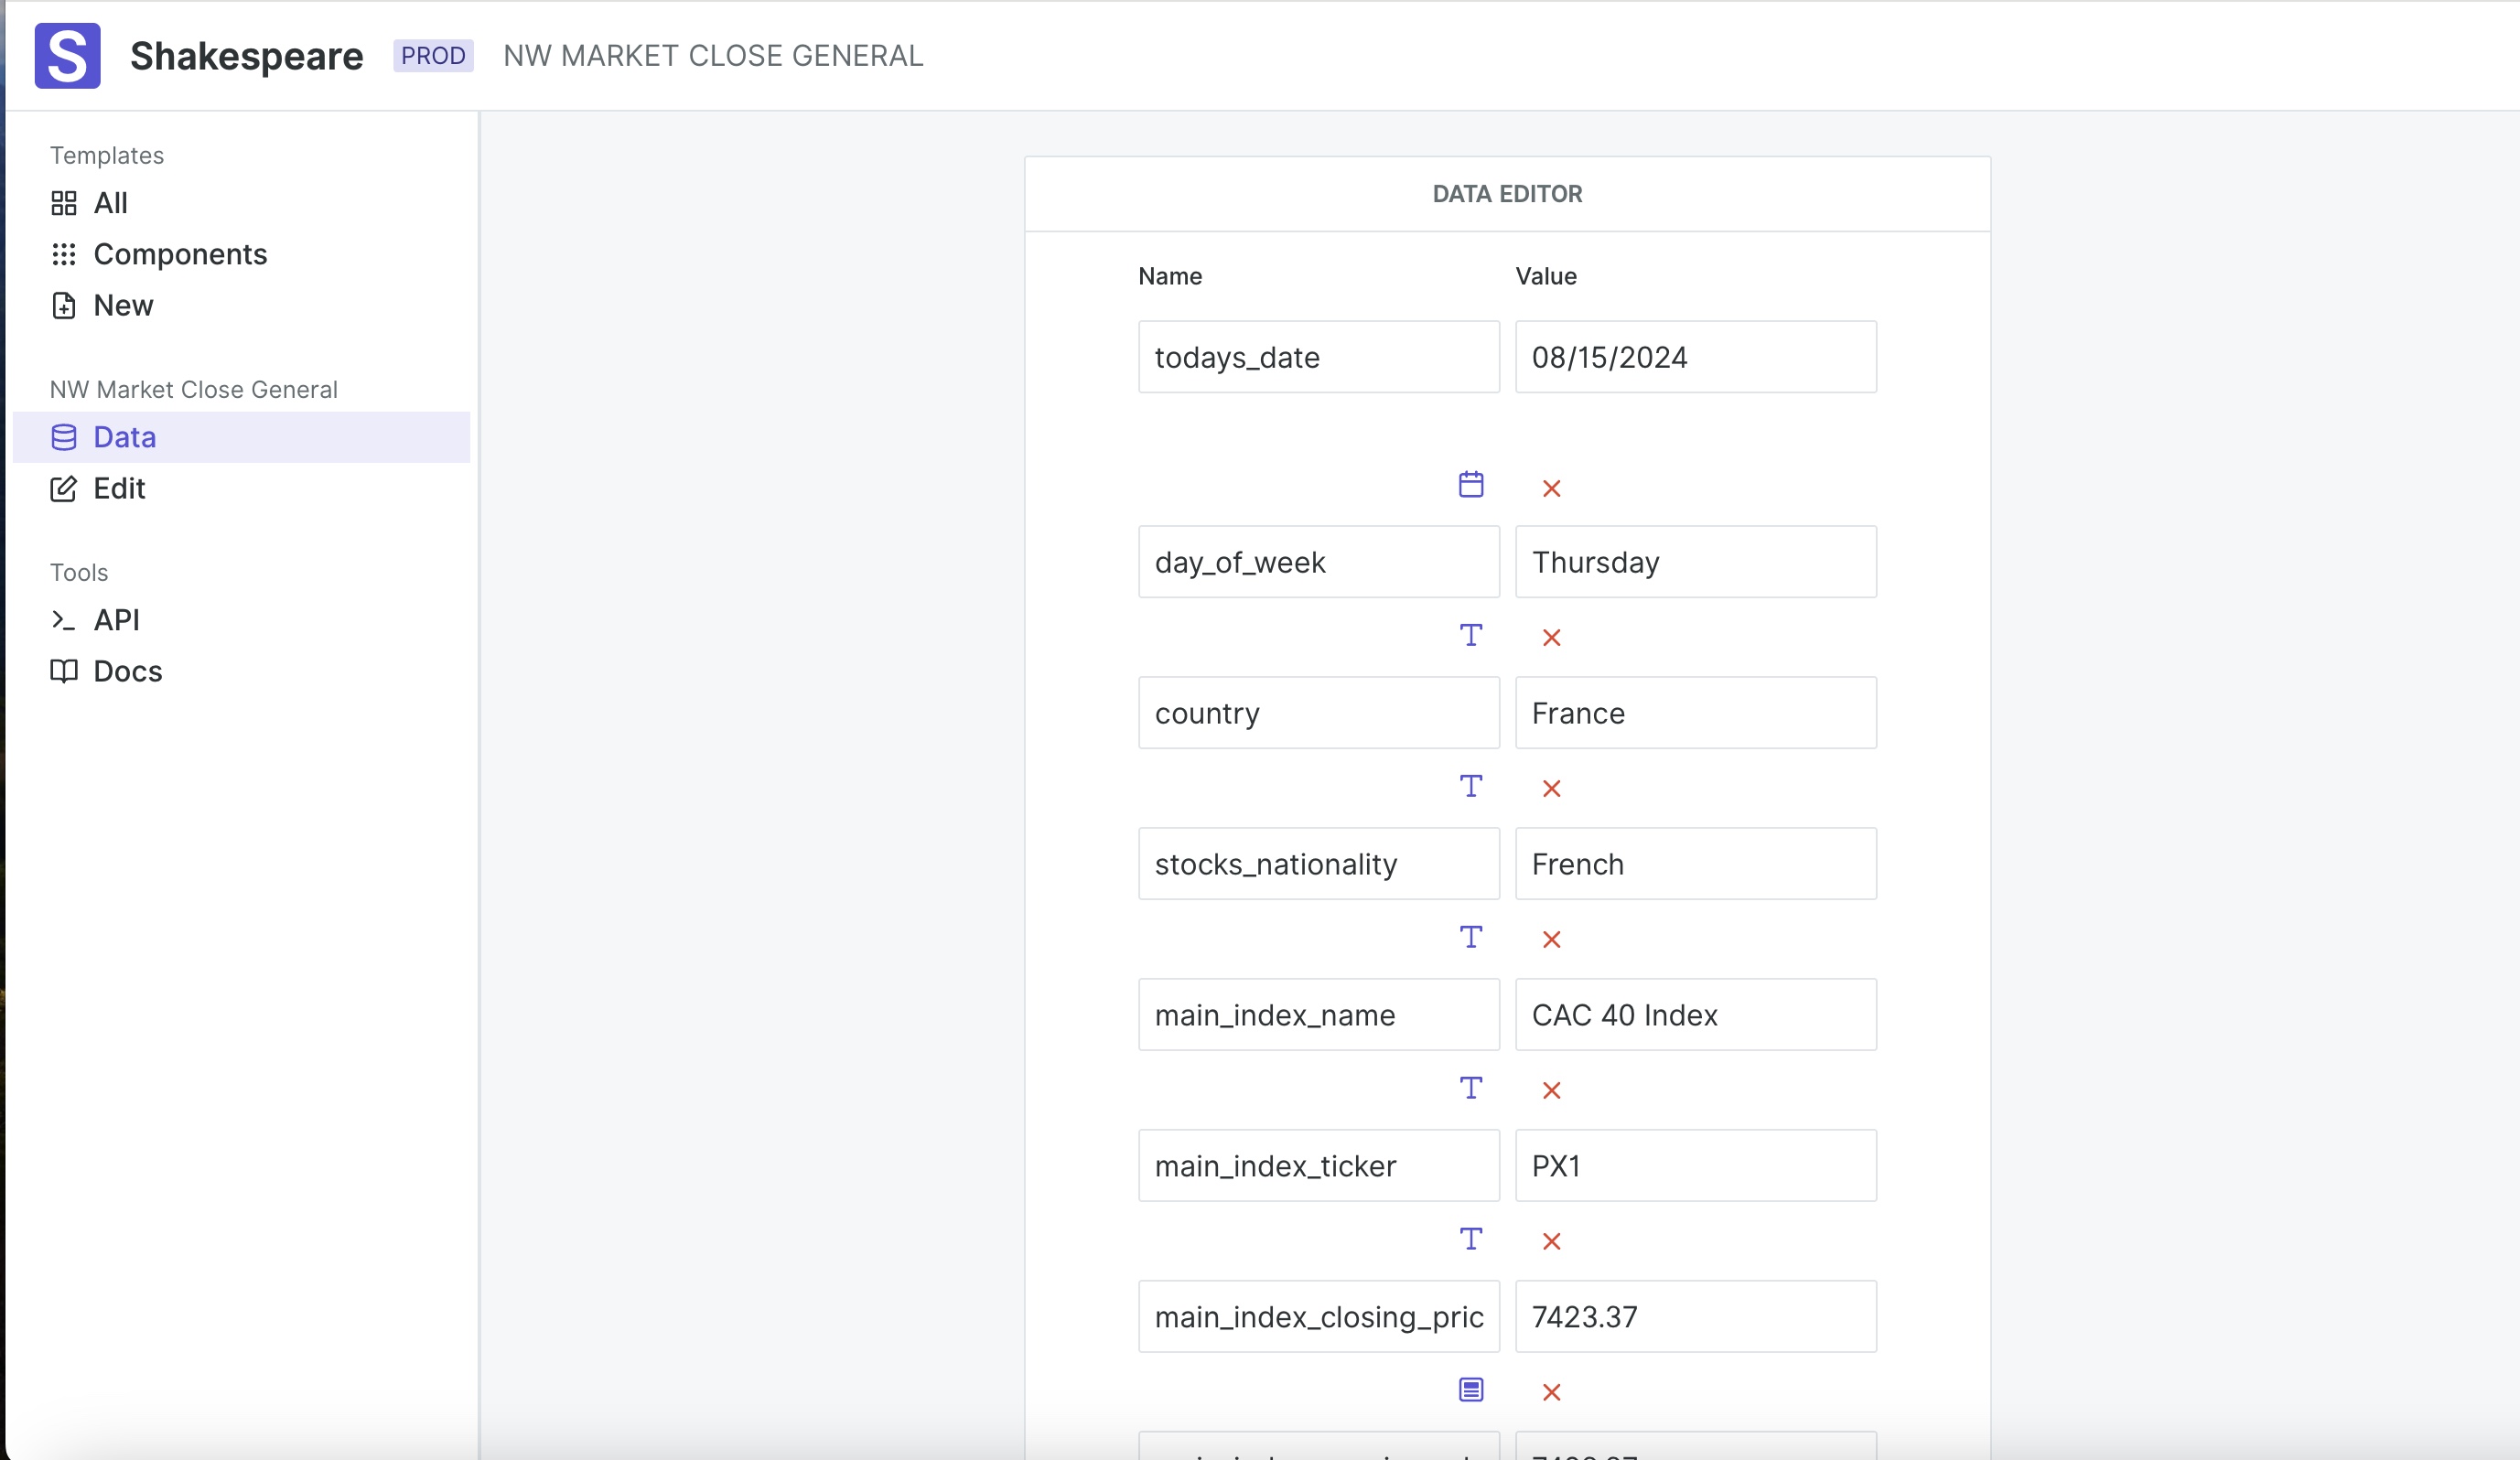 S Shakespeare PROD NW MARKET CLOSE GENERAL
Templates
All
Components
New
NW Market Close General
Data
Edit
Tools
API
Docs
DATA EDITOR
Name Value
todays_date 08/15/2024
day_of_week Thursday
country France
stocks_nationality French
main_index_name CAC 40 Index
main_index_ticker PX1
main_index_closing_pric 7423.37